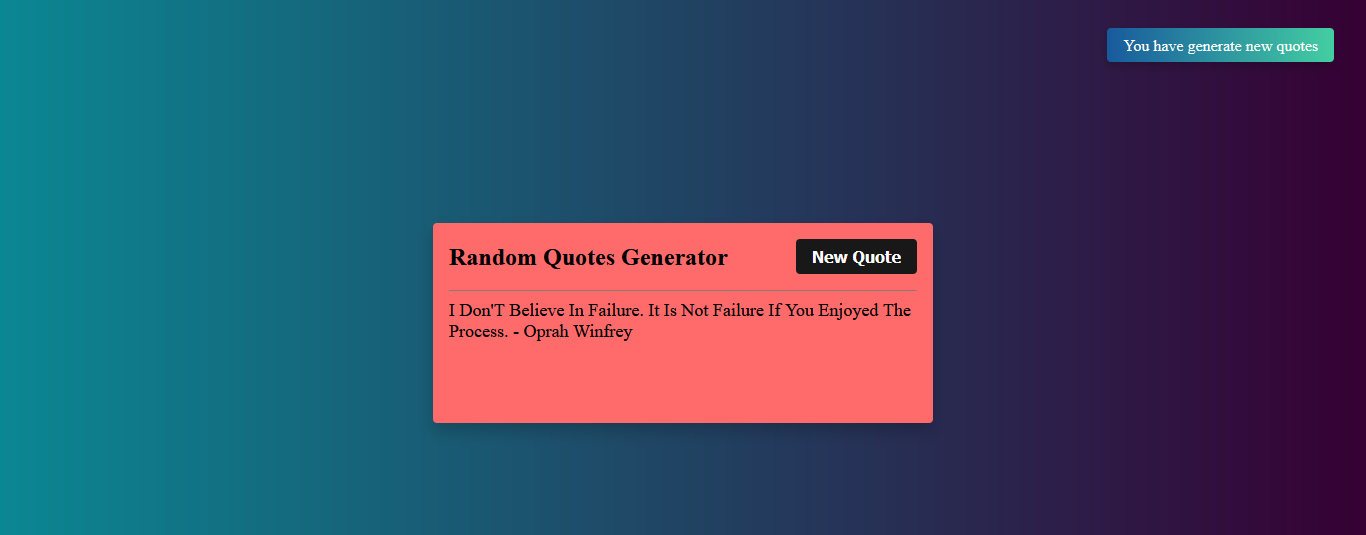 You have generate new quotes
Random Quotes Generator
New Quote
I Don'T Believe In Failure. It Is Not Failure If You Enjoyed The
Process. - Oprah Winfrey